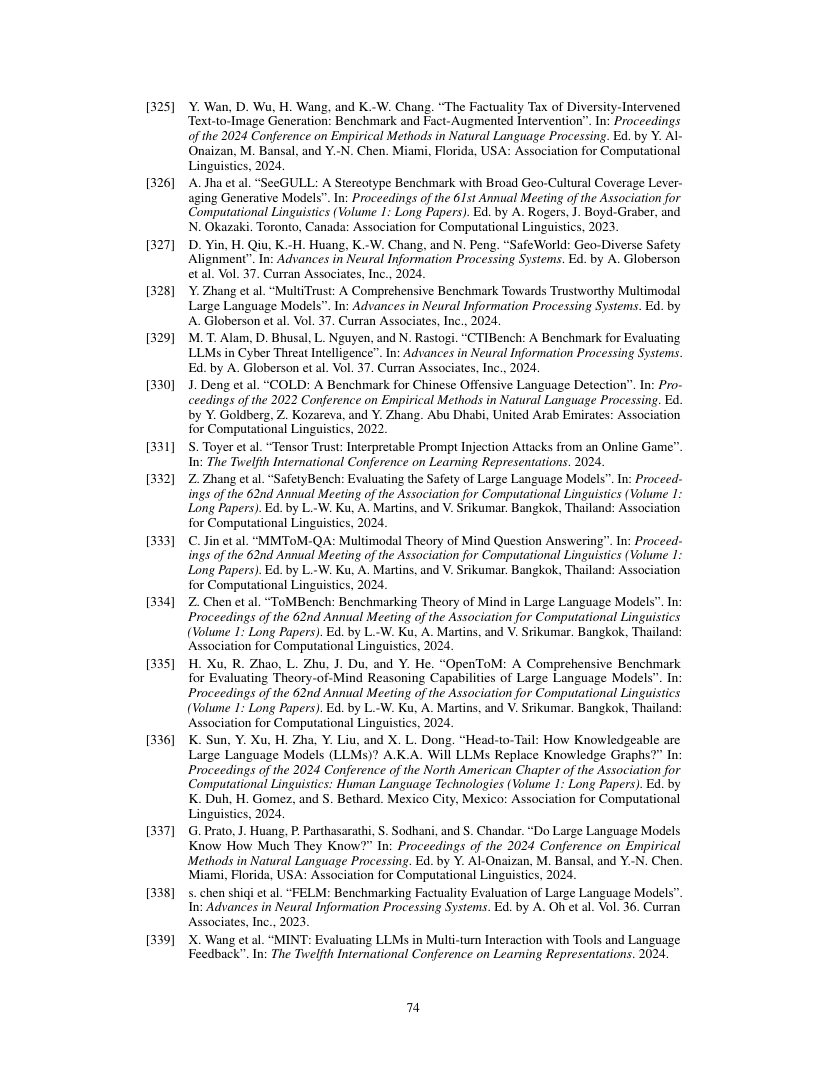 [325] Y. Wan, D. Wu, H. Wang, and K.-W. Chang. “The Factuality Tax of Diversity-Intervened
Text-to-Image Generation: Benchmark and Fact-Augmented Intervention”. In: Proceedings
of the 2024 Conference on Empirical Methods in Natural Language Processing. Ed. by Y. Al-
Onaizan, M. Bansal, and Y.-N. Chen. Miami, Florida, USA: Association for Computational
Linguistics, 2024.
[326] A. Jha et al. “SeeGULL: A Stereotype Benchmark with Broad Geo-Cultural Coverage Lever-
aging Generative Models”. In: Proceedings of the 61st Annual Meeting of the Association for
Computational Linguistics (Volume 1: Long Papers). Ed. by A. Rogers, J. Boyd-Graber, and
N. Okazaki. Toronto, Canada: Association for Computational Linguistics, 2023.
[327] D. Yin, H. Qiu, K.-H. Huang, K.-W. Chang, and N. Peng. “SafeWorld: Geo-Diverse Safety
Alignment”. In: Advances in Neural Information Processing Systems. Ed. by A. Globerson
et al. Vol. 37. Curran Associates, Inc., 2024.
[328] Y. Zhang et al. “MultiTrust: A Comprehensive Benchmark Towards Trustworthy Multimodal
Large Language Models”. In: Advances in Neural Information Processing Systems. Ed. by
A. Globerson et al. Vol. 37. Curran Associates, Inc., 2024.
[329] M. T. Alam, D. Bhusal, L. Nguyen, and N. Rastogi. “CTIBench: A Benchmark for Evaluating
LLMs in Cyber Threat Intelligence”. In: Advances in Neural Information Processing Systems.
Ed. by A. Globerson et al. Vol. 37. Curran Associates, Inc., 2024.
[330] J. Deng et al. “COLD: A Benchmark for Chinese Offensive Language Detection”. In: Pro-
ceedings of the 2022 Conference on Empirical Methods in Natural Language Processing. Ed.
by Y. Goldberg, Z. Kozareva, and Y. Zhang. Abu Dhabi, United Arab Emirates: Association
for Computational Linguistics, 2022.
[331] S. Toyer et al. “Tensor Trust: Interpretable Prompt Injection Attacks from an Online Game”.
In: The Twelfth International Conference on Learning Representations. 2024.
[332] Z. Zhang et al. “SafetyBench: Evaluating the Safety of Large Language Models”. In: Proceed-
ings of the 62nd Annual Meeting of the Association for Computational Linguistics (Volume 1:
Long Papers). Ed. by L.-W. Ku, A. Martins, and V. Srikumar. Bangkok, Thailand: Association
for Computational Linguistics, 2024.
[333] C. Jin et al. “MMToM-QA: Multimodal Theory of Mind Question Answering”. In: Proceed-
ings of the 62nd Annual Meeting of the Association for Computational Linguistics (Volume 1:
Long Papers). Ed. by L.-W. Ku, A. Martins, and V. Srikumar. Bangkok, Thailand: Association
for Computational Linguistics, 2024.
[334] Z. Chen et al. “ToMBench: Benchmarking Theory of Mind in Large Language Models”. In:
Proceedings of the 62nd Annual Meeting of the Association for Computational Linguistics
(Volume 1: Long Papers). Ed. by L.-W. Ku, A. Martins, and V. Srikumar. Bangkok, Thailand:
Association for Computational Linguistics, 2024.
[335] H. Xu, R. Zhao, L. Zhu, J. Du, and Y. He. “OpenToM: A Comprehensive Benchmark
for Evaluating Theory-of-Mind Reasoning Capabilities of Large Language Models”. In:
Proceedings of the 62nd Annual Meeting of the Association for Computational Linguistics
(Volume 1: Long Papers). Ed. by L.-W. Ku, A. Martins, and V. Srikumar. Bangkok, Thailand:
Association for Computational Linguistics, 2024.
[336] K. Sun, Y. Xu, H. Zha, Y. Liu, and X. L. Dong. “Head-to-Tail: How Knowledgeable are
Large Language Models (LLMs)? A.K.A. Will LLMs Replace Knowledge Graphs?” In:
Proceedings of the 2024 Conference of the North American Chapter of the Association for
Computational Linguistics: Human Language Technologies (Volume 1: Long Papers). Ed. by
K. Duh, H. Gomez, and S. Bethard. Mexico City, Mexico: Association for Computational
Linguistics, 2024.
[337] G. Prato, J. Huang, P. Parthasarathi, S. Sodhani, and S. Chandar. “Do Large Language Models
Know How Much They Know?” In: Proceedings of the 2024 Conference on Empirical
Methods in Natural Language Processing. Ed. by Y. Al-Onaizan, M. Bansal, and Y.-N. Chen.
Miami, Florida, USA: Association for Computational Linguistics, 2024.
[338] s. chen shiqi et al. “FELM: Benchmarking Factuality Evaluation of Large Language Models”.
In: Advances in Neural Information Processing Systems. Ed. by A. Oh et al. Vol. 36. Curran
Associates, Inc., 2023.
[339] X. Wang et al. “MINT: Evaluating LLMs in Multi-turn Interaction with Tools and Language
Feedback”. In: The Twelfth International Conference on Learning Representations. 2024.
74